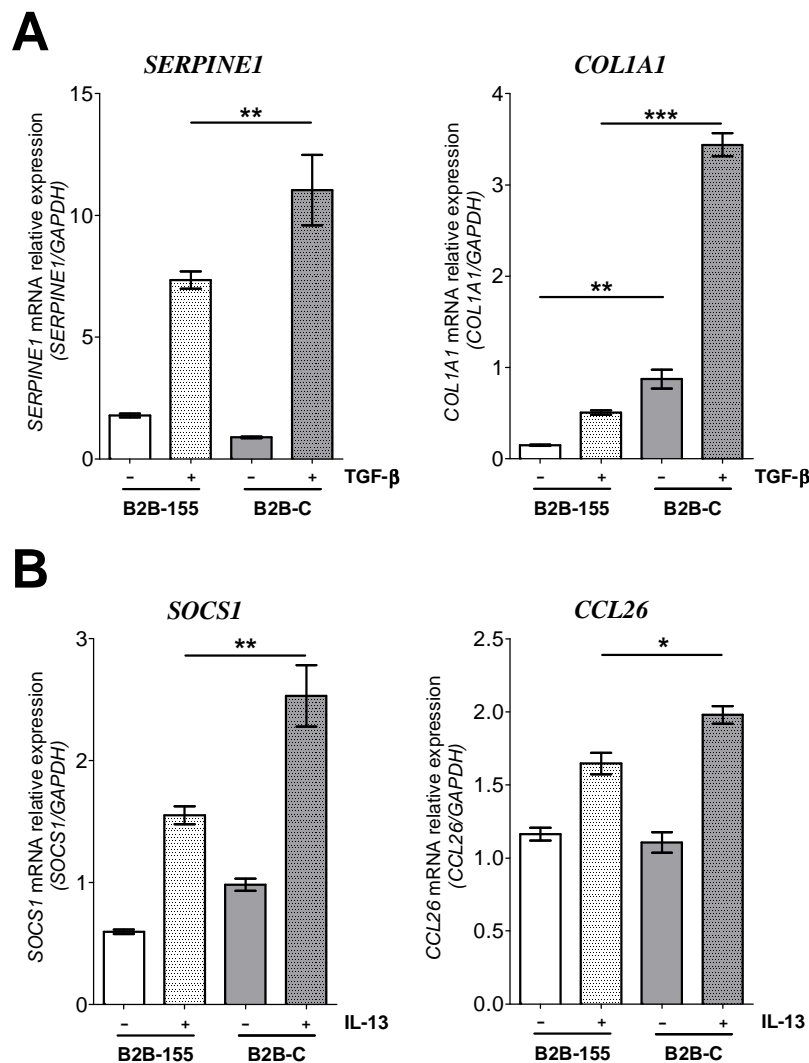 A
SERPINE1
SERPINE1 mRNA relative expression
(SERPINE1/GAPDH)
15
10
5
0
**
– + – + TGF-β
B2B-155 B2B-C
COL1A1
COL1A1 mRNA relative expression
(COL1A1/GAPDH)
4
3
2
1
0
***
**
– + – + TGF-β
B2B-155 B2B-C
B
SOCS1
SOCS1 mRNA relative expression
(SOCS1/GAPDH)
3
2
1
0
**
– + – + IL-13
B2B-155 B2B-C
CCL26
CCL26 mRNA relative expression
(CCL26/GAPDH)
2.5
2.0
1.5
1.0
0.5
0.0
*
– + – + IL-13
B2B-155 B2B-C